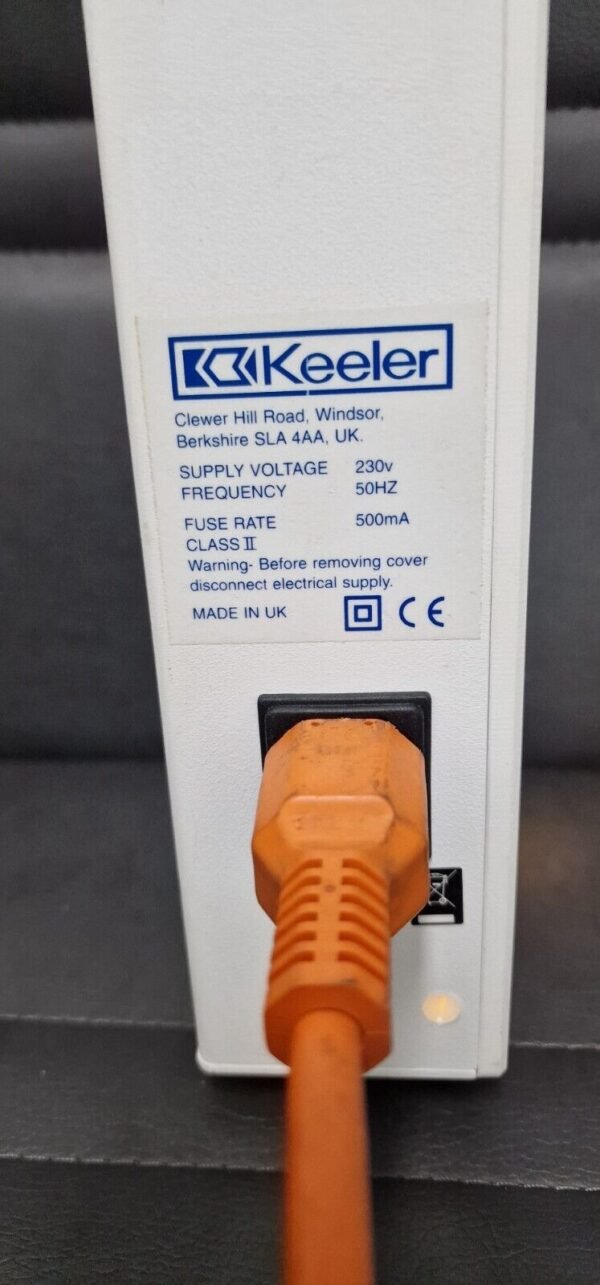 Keeler
Clewer Hill Road, Windsor,
Berkshire SLA 4AA, UK.
SUPPLY VOLTAGE 230v
FREQUENCY 50HZ
FUSE RATE 500mA
CLASS II
Warning- Before removing cover
disconnect electrical supply.
MADE IN UK CE